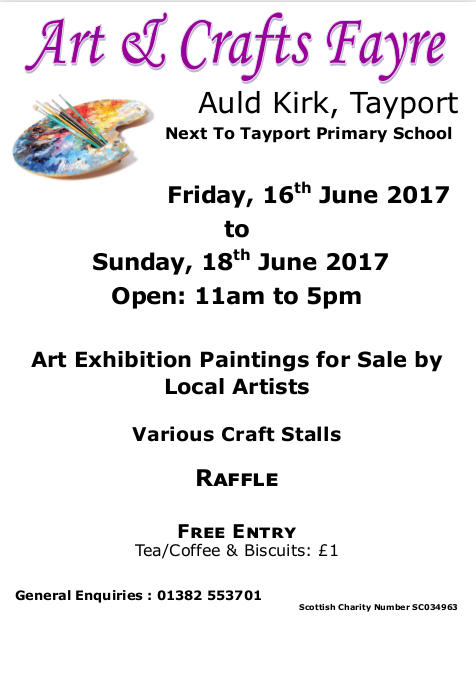 Art & Crafts Fayre
Auld Kirk, Tayport
Next To Tayport Primary School
Friday, 16th June 2017
to
Sunday, 18th June 2017
Open: 11am to 5pm
Art Exhibition Paintings for Sale by
Local Artists
Various Craft Stalls
RAFFLE
FREE ENTRY
Tea/Coffee & Biscuits: £1
General Enquiries : 01382 553701
Scottish Charity Number SC034963